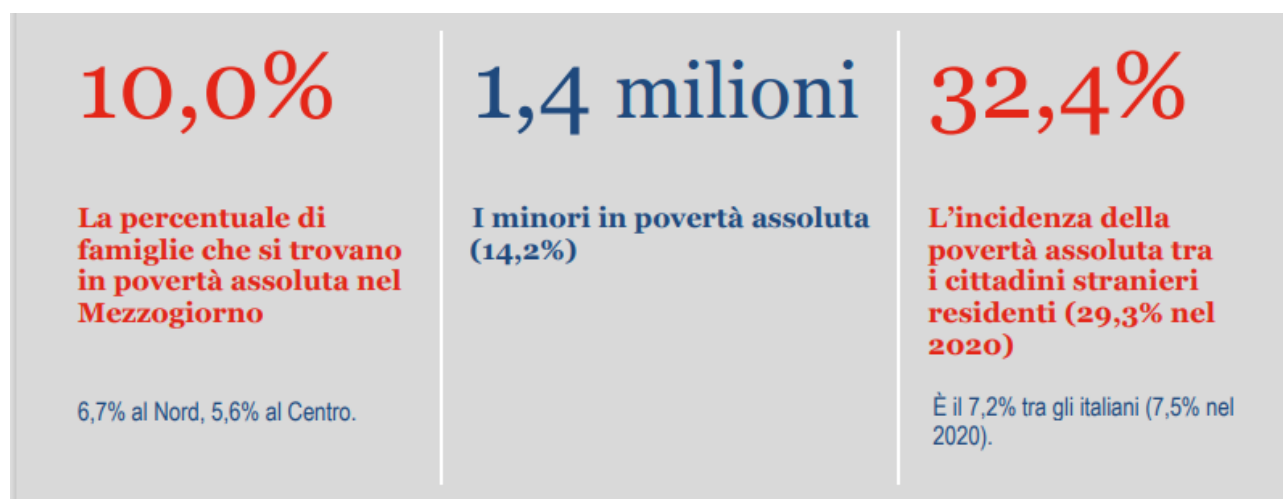 10,0%
La percentuale di
famiglie che si trovano
in povertà assoluta nel
Mezzogiorno
6,7% al Nord, 5,6% al Centro.
1,4 milioni
I minori in povertà assoluta
(14,2%)
32,4%
L’incidenza della
povertà assoluta tra
i cittadini stranieri
residenti (29,3% nel
2020)
È il 7,2% tra gli italiani (7,5% nel
2020).